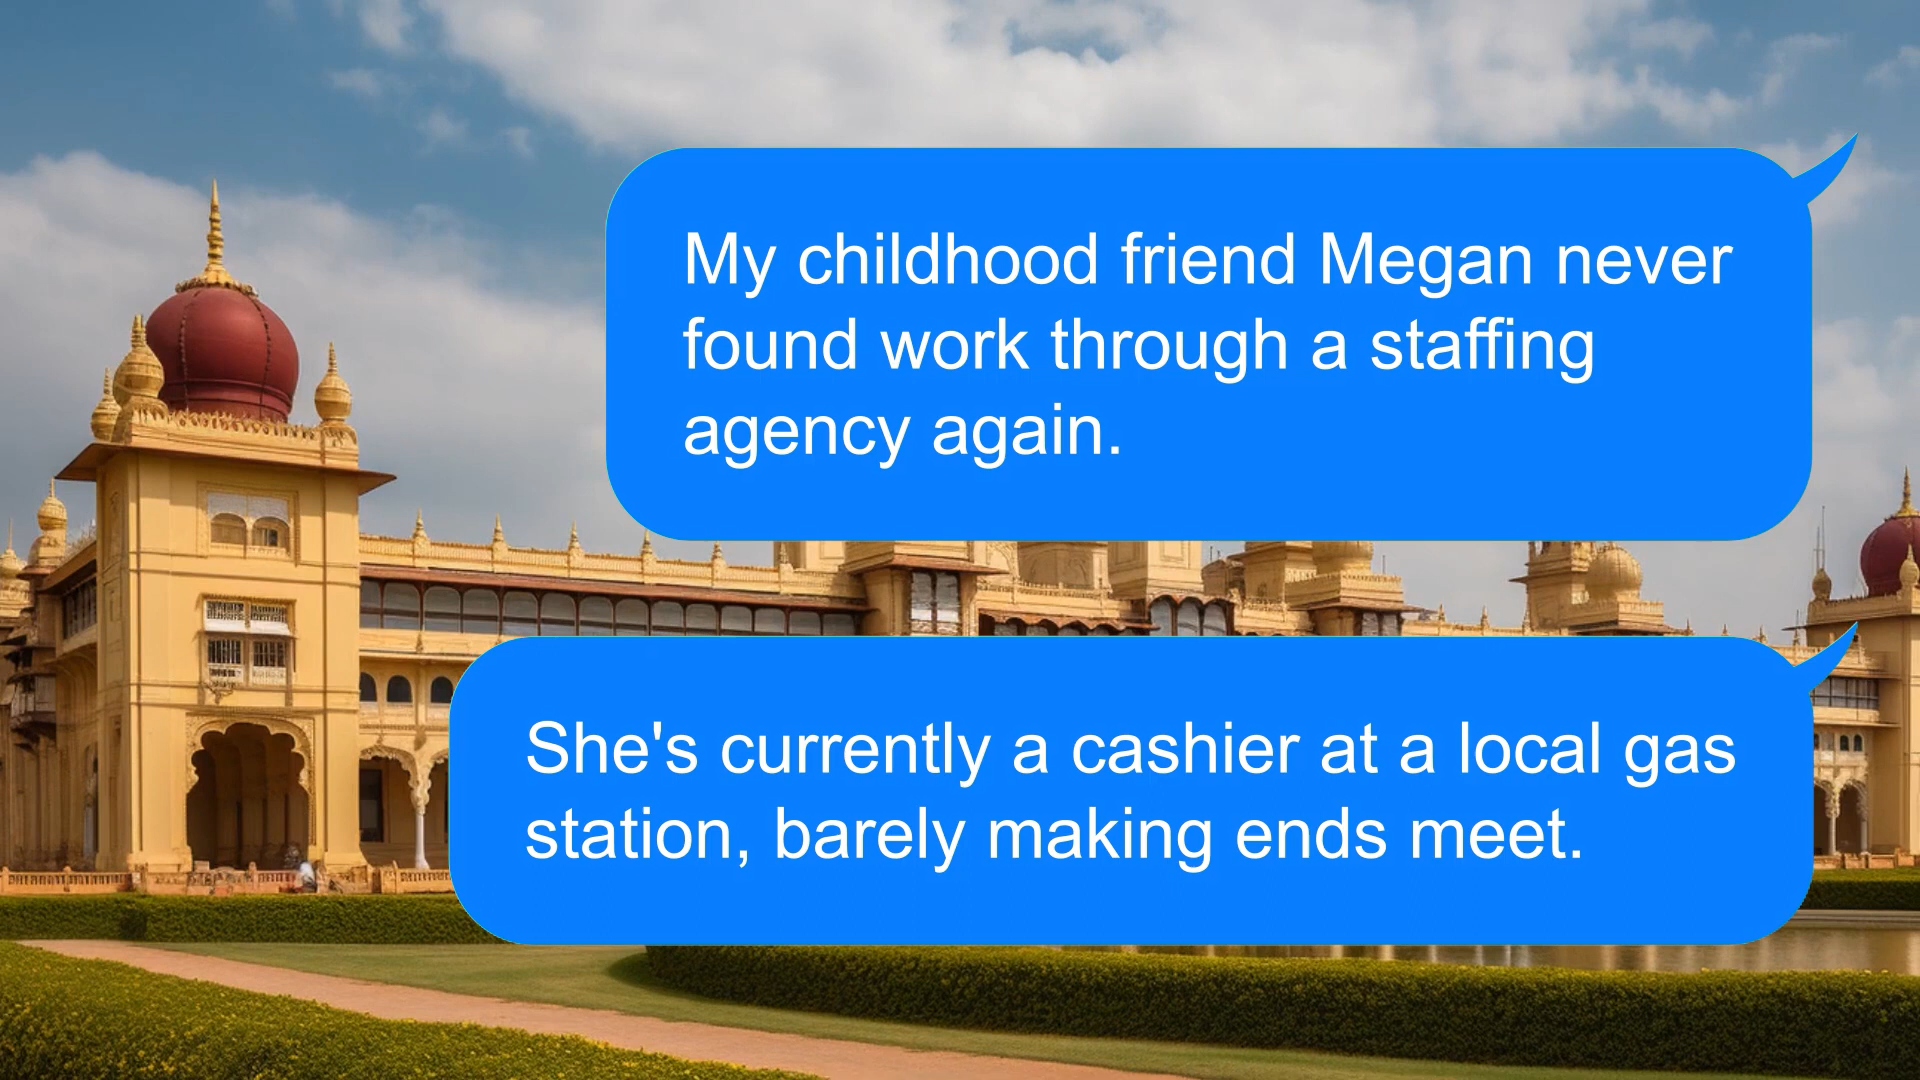 My childhood friend Megan never
found work through a staffing
agency again.
She's currently a cashier at a local gas
station, barely making ends meet.